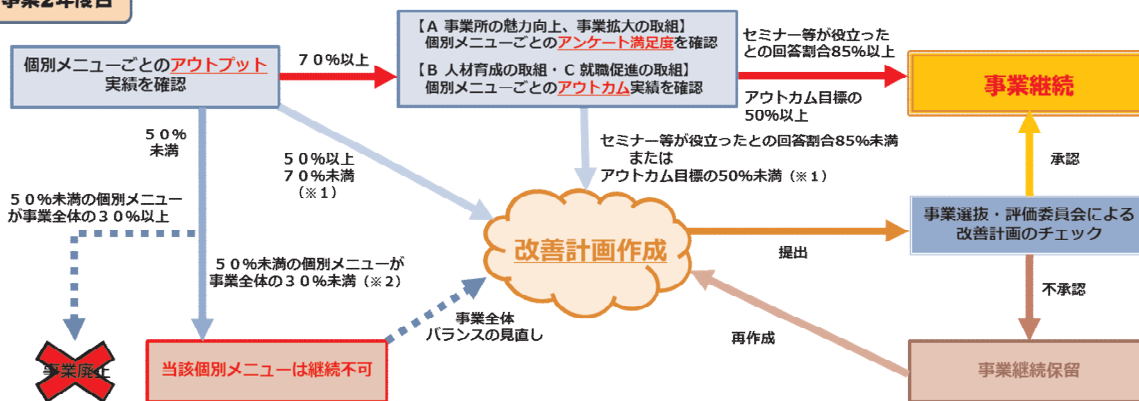 事業2年度目
個別メニューごとのアウトプット
実績を確認
70%以上
【A 事業所の魅力向上、事業拡大の取組】
個別メニューごとのアンケート満足度を確認
【B 人材育成の取組・C 就職促進の取組】
個別メニューごとのアウトカム実績を確認
セミナー等が役立った
との回答割合85%以上
アウトカム目標の
50%以上
事業継続
50%
未満
50%以上
70%未満
(※1)
セミナー等が役立ったとの回答割合85%未満
または
アウトカム目標の50%未満(※1)
承認
50%未満の個別メニュー
が事業全体の30%以上
改善計画作成
提出
事業選抜・評価委員会による
改善計画のチェック
50%未満の個別メニューが
事業全体の30%未満(※2)
不承認
事業全体
バランスの見直し
再作成
事業廃止
当該個別メニューは継続不可
事業継続保留